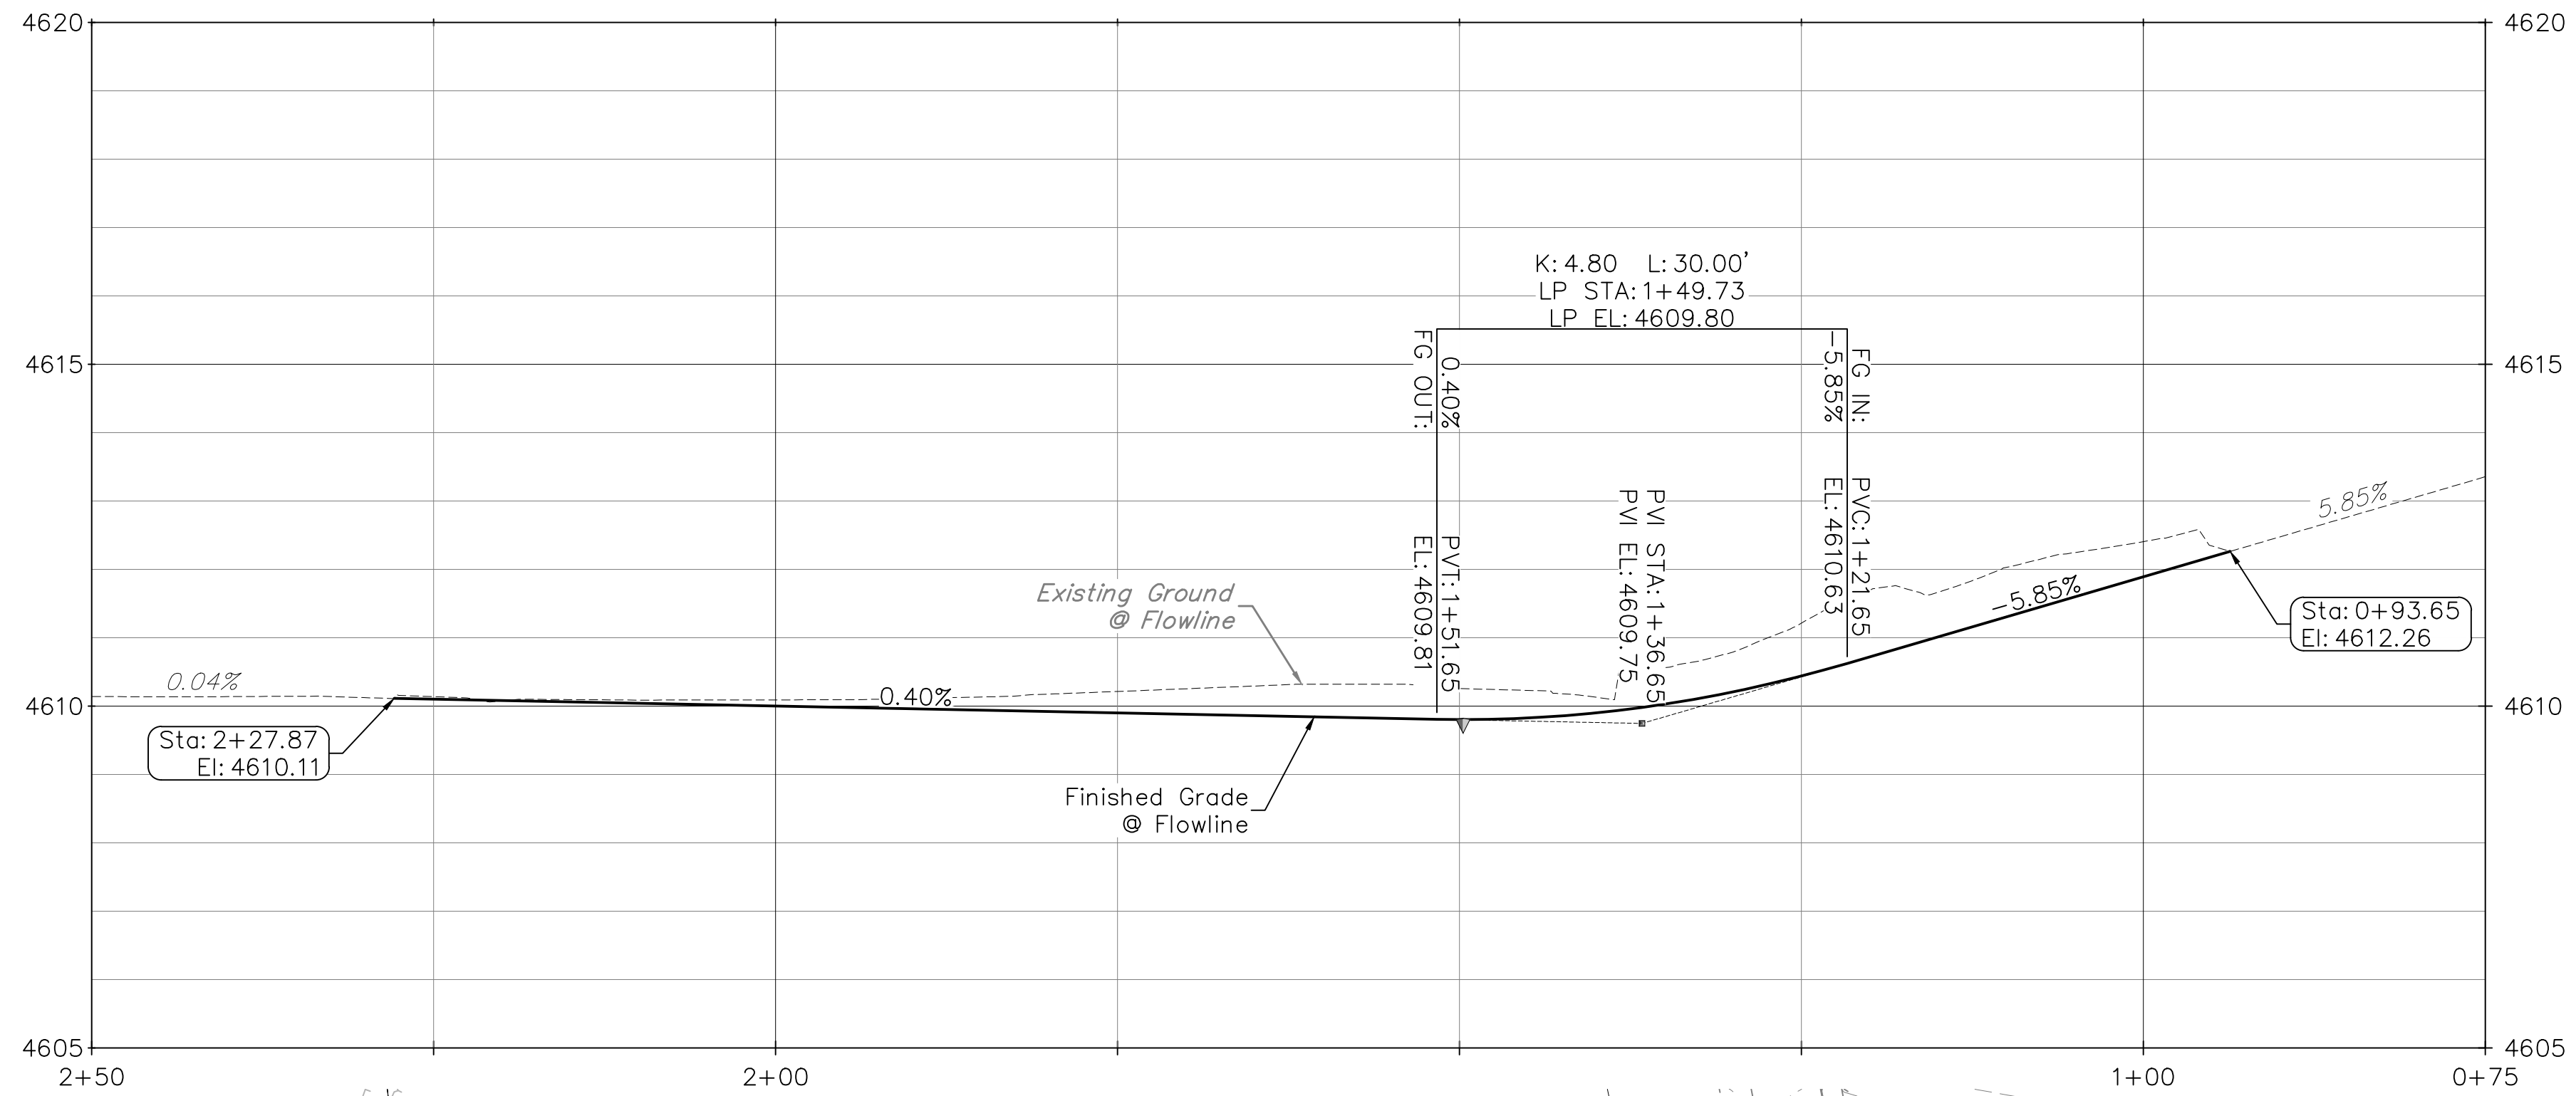 4620
4620
K: 4.80 L: 30.00'
LP STA: 1+49.73
LP EL: 4609.80
4615
4615
FG OUT:
0.40%
-5.85%
FG IN:
EL: 4609.81
PVT: 1+51.65
PVI EL: 4609.75
PVI STA: 1+36.65
EL: 4610.63
PVC: 1+21.65
5.85%
Existing Ground
@ Flowline
-5.85%
Sta: 0+93.65
El: 4612.26
0.04%
0.40%
4610
4610
Sta: 2+27.87
El: 4610.11
Finished Grade
@ Flowline
4605
4605
2+50
2+00
1+00
0+75